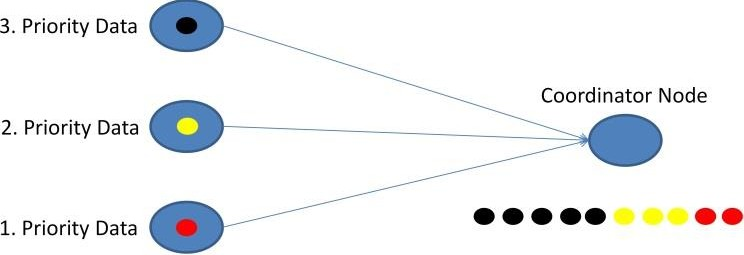 3. Priority Data
Coordinator Node
2. Priority Data
1. Priority Data